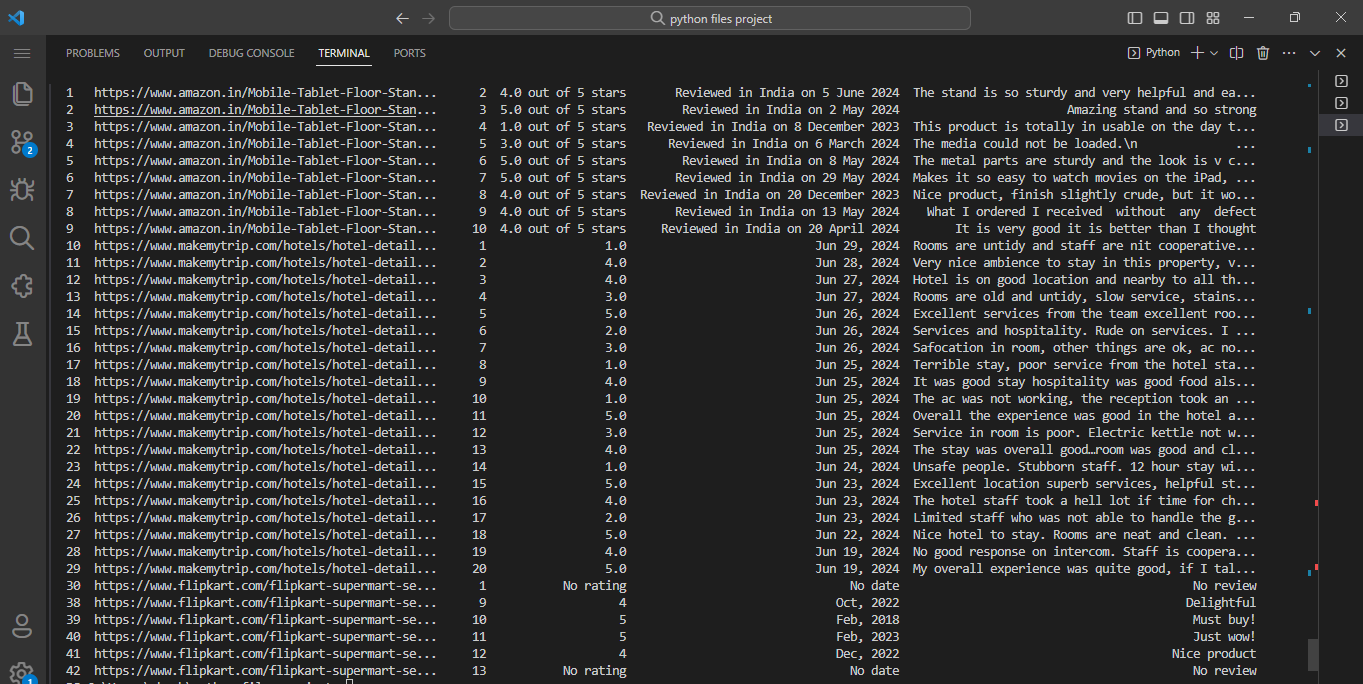 python files project
PROBLEMS OUTPUT DEBUG CONSOLE TERMINAL PORTS Python
1 https://www.amazon.in/Mobile-Tablet-Floor-Stan... 2 4.0 out of 5 stars Reviewed in India on 5 June 2024 The stand is so sturdy and very helpful and ea...
2 https://www.amazon.in/Mobile-Tablet-Floor-Stan... 3 5.0 out of 5 stars Reviewed in India on 2 May 2024 Amazing stand and so strong
3 https://www.amazon.in/Mobile-Tablet-Floor-Stan... 4 1.0 out of 5 stars Reviewed in India on 8 December 2023 This product is totally in usable on the day t...
4 https://www.amazon.in/Mobile-Tablet-Floor-Stan... 5 3.0 out of 5 stars Reviewed in India on 6 March 2024 The media could not be loaded.\n ...
5 https://www.amazon.in/Mobile-Tablet-Floor-Stan... 6 5.0 out of 5 stars Reviewed in India on 8 May 2024 The metal parts are sturdy and the look is v c...
6 https://www.amazon.in/Mobile-Tablet-Floor-Stan... 7 5.0 out of 5 stars Reviewed in India on 29 May 2024 Makes it so easy to watch movies on the iPad, ...
7 https://www.amazon.in/Mobile-Tablet-Floor-Stan... 8 4.0 out of 5 stars Reviewed in India on 20 December 2023 Nice product, finish slightly crude, but it wo...
8 https://www.amazon.in/Mobile-Tablet-Floor-Stan... 9 4.0 out of 5 stars Reviewed in India on 13 May 2024 What I ordered I received without any defect
9 https://www.amazon.in/Mobile-Tablet-Floor-Stan... 10 4.0 out of 5 stars Reviewed in India on 20 April 2024 It is very good it is better than I thought
10 https://www.makemytrip.com/hotels/hotel-detail... 1 1.0 Jun 29, 2024 Rooms are untidy and staff are nit cooperative...
11 https://www.makemytrip.com/hotels/hotel-detail... 2 4.0 Jun 28, 2024 Very nice ambience to stay in this property, v...
12 https://www.makemytrip.com/hotels/hotel-detail... 3 4.0 Jun 27, 2024 Hotel is on good location and nearby to all th...
13 https://www.makemytrip.com/hotels/hotel-detail... 4 3.0 Jun 27, 2024 Rooms are old and untidy, slow service, stains...
14 https://www.makemytrip.com/hotels/hotel-detail... 5 5.0 Jun 26, 2024 Excellent services from the team excellent roo...
15 https://www.makemytrip.com/hotels/hotel-detail... 6 2.0 Jun 26, 2024 Services and hospitality. Rude on services. I ...
16 https://www.makemytrip.com/hotels/hotel-detail... 7 3.0 Jun 26, 2024 Safocation in room, other things are ok, ac no...
17 https://www.makemytrip.com/hotels/hotel-detail... 8 1.0 Jun 25, 2024 Terrible stay, poor service from the hotel sta...
18 https://www.makemytrip.com/hotels/hotel-detail... 9 4.0 Jun 25, 2024 It was good stay hospitality was good food als...
19 https://www.makemytrip.com/hotels/hotel-detail... 10 1.0 Jun 25, 2024 The ac was not working, the reception took an ...
20 https://www.makemytrip.com/hotels/hotel-detail... 11 5.0 Jun 25, 2024 Overall the experience was good in the hotel a...
21 https://www.makemytrip.com/hotels/hotel-detail... 12 3.0 Jun 25, 2024 Service in room is poor. Electric kettle not w...
22 https://www.makemytrip.com/hotels/hotel-detail... 13 4.0 Jun 25, 2024 The stay was overall good…room was good and cl...
23 https://www.makemytrip.com/hotels/hotel-detail... 14 1.0 Jun 24, 2024 Unsafe people. Stubborn staff. 12 hour stay wi...
24 https://www.makemytrip.com/hotels/hotel-detail... 15 5.0 Jun 23, 2024 Excellent location superb services, helpful st...
25 https://www.makemytrip.com/hotels/hotel-detail... 16 4.0 Jun 23, 2024 The hotel staff took a hell lot if time for ch...
26 https://www.makemytrip.com/hotels/hotel-detail... 17 2.0 Jun 23, 2024 Limited staff who was not able to handle the g...
27 https://www.makemytrip.com/hotels/hotel-detail... 18 5.0 Jun 22, 2024 Nice hotel to stay. Rooms are neat and clean. ...
28 https://www.makemytrip.com/hotels/hotel-detail... 19 4.0 Jun 19, 2024 No good response on intercom. Staff is coopera...
29 https://www.makemytrip.com/hotels/hotel-detail... 20 5.0 Jun 19, 2024 My overall experience was quite good, if I tal...
30 https://www.flipkart.com/flipkart-supermart-se... 1 No rating No date No review
38 https://www.flipkart.com/flipkart-supermart-se... 9 4 Oct, 2022 Delightful
39 https://www.flipkart.com/flipkart-supermart-se... 10 5 Feb, 2018 Must buy!
40 https://www.flipkart.com/flipkart-supermart-se... 11 5 Feb, 2023 Just wow!
41 https://www.flipkart.com/flipkart-supermart-se... 12 4 Dec, 2022 Nice product
42 https://www.flipkart.com/flipkart-supermart-se... 13 No rating No date No review
2
1